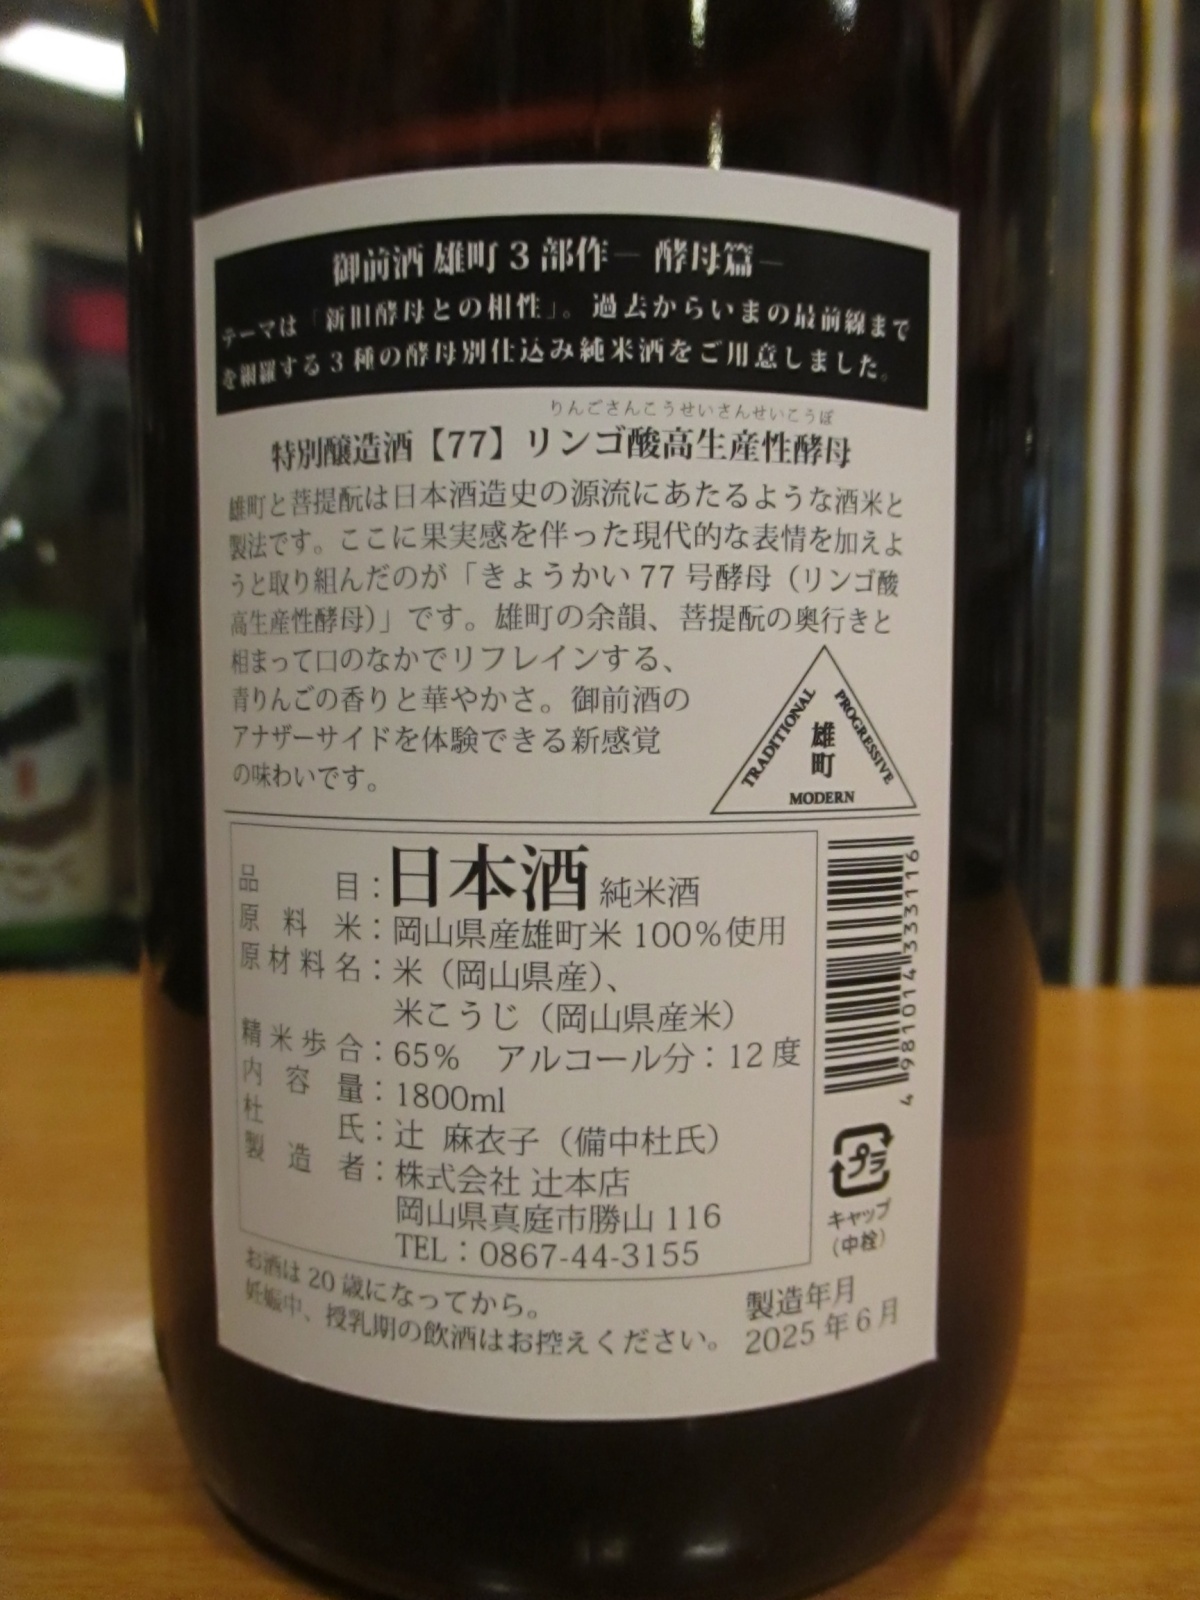 御前酒 雄町3部作― 酵母篇―
テーマは「新旧酵母との相性」。過去からいまの最前線まで
を網羅する3種の酵母別仕込み純米酒をご用意しました。
りんごさんこうせいさんせいこうぼ
特別醸造酒【77】リンゴ酸高生産性酵母
雄町と菩提酛は日本酒造史の源流にあたるような酒米と
製法です。ここに果実感を伴った現代的な表情を加えよ
うと取り組んだのが「きょうかい77号酵母（リンゴ酸
高生産性酵母）」です。雄町の余韻、菩提酛の奥行きと
相まって口のなかでリフレインする、
青りんごの香りと華やかさ。御前酒の
アナザーサイドを体験できる新感覚
の味わいです。
TRADITIONAL
PROGRESSIVE
雄町
MODERN
品目：日本酒 純米酒
原料米：岡山県産雄町米100％使用
原材料名：米（岡山県産）、
米こうじ（岡山県産米）
精米歩合：65％ アルコール分：12度
内容量：1800ml
杜氏：辻 麻衣子（備中杜氏）
製造者：株式会社 辻本店
岡山県真庭市勝山116
TEL：0867-44-3155
4 981014 333116
プラ
キャップ
（中栓）
お酒は20歳になってから。
妊娠中、授乳期の飲酒はお控えください。
製造年月
2025年6月